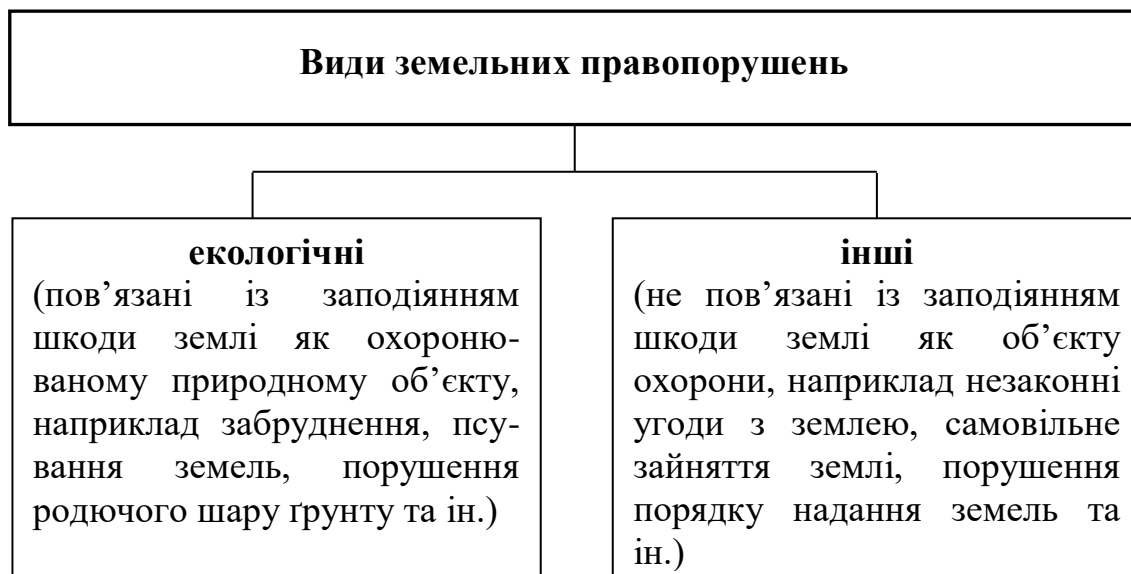 Види земельних правопорушень
екологічні
(пов’язані із заподіянням
шкоди землі як охороню-
ваному природному об’єкту,
наприклад забруднення, псу-
вання земель, порушення
родючого шару ґрунту та ін.)
інші
(не пов’язані із заподіянням
шкоди землі як об’єкту
охорони, наприклад незаконні
угоди з землею, самовільне
зайняття землі, порушення
порядку надання земель та
ін.)